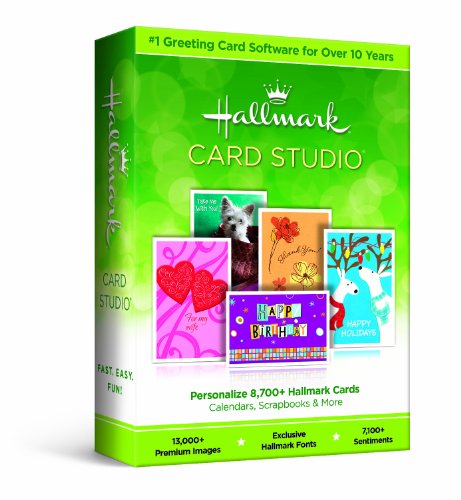 #1 Greeting Card Software for Over 10 Years
Hallmark
CARD STUDIO®
Take me
With You!
Thank You!
For my
wife
HAPPY
BIRTHDAY
HAPPY
HOLIDAYS
Personalize 8,700+ Hallmark Cards
Calendars, Scrapbooks & More
13,000+
Premium Images
Exclusive
Hallmark Fonts
7,100+
Sentiments
Hallmark
CARD
STUDIO®
FAST. EASY.
FUN!